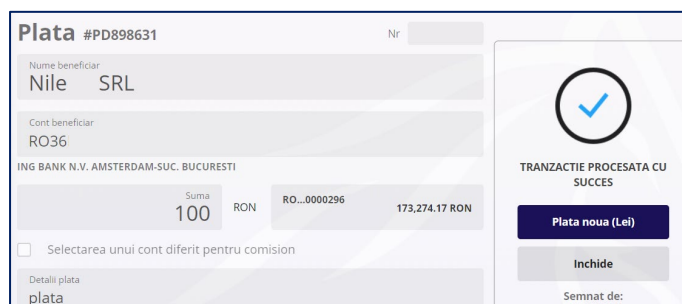 Plata #PD898631
Nr
Nume beneficiar
Nile SRL
Cont beneficiar
RO36
ING BANK N.V. AMSTERDAM-SUC. BUCURESTI
Suma
100 RON
RO...0000296
173,274.17 RON
Selectarea unui cont diferit pentru comision
Detalii plata
plata
TRANZACTIE PROCESATA CU
SUCCES
Plata noua (Lei)
Inchide
Semnat de: